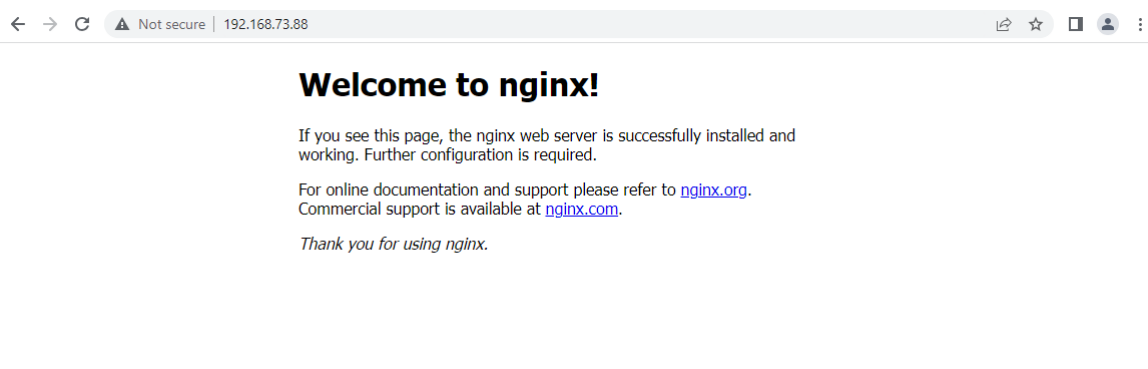 Not secure | 192.168.73.88
Welcome to nginx!
If you see this page, the nginx web server is successfully installed and
working. Further configuration is required.
For online documentation and support please refer to nginx.org.
Commercial support is available at nginx.com.
Thank you for using nginx.